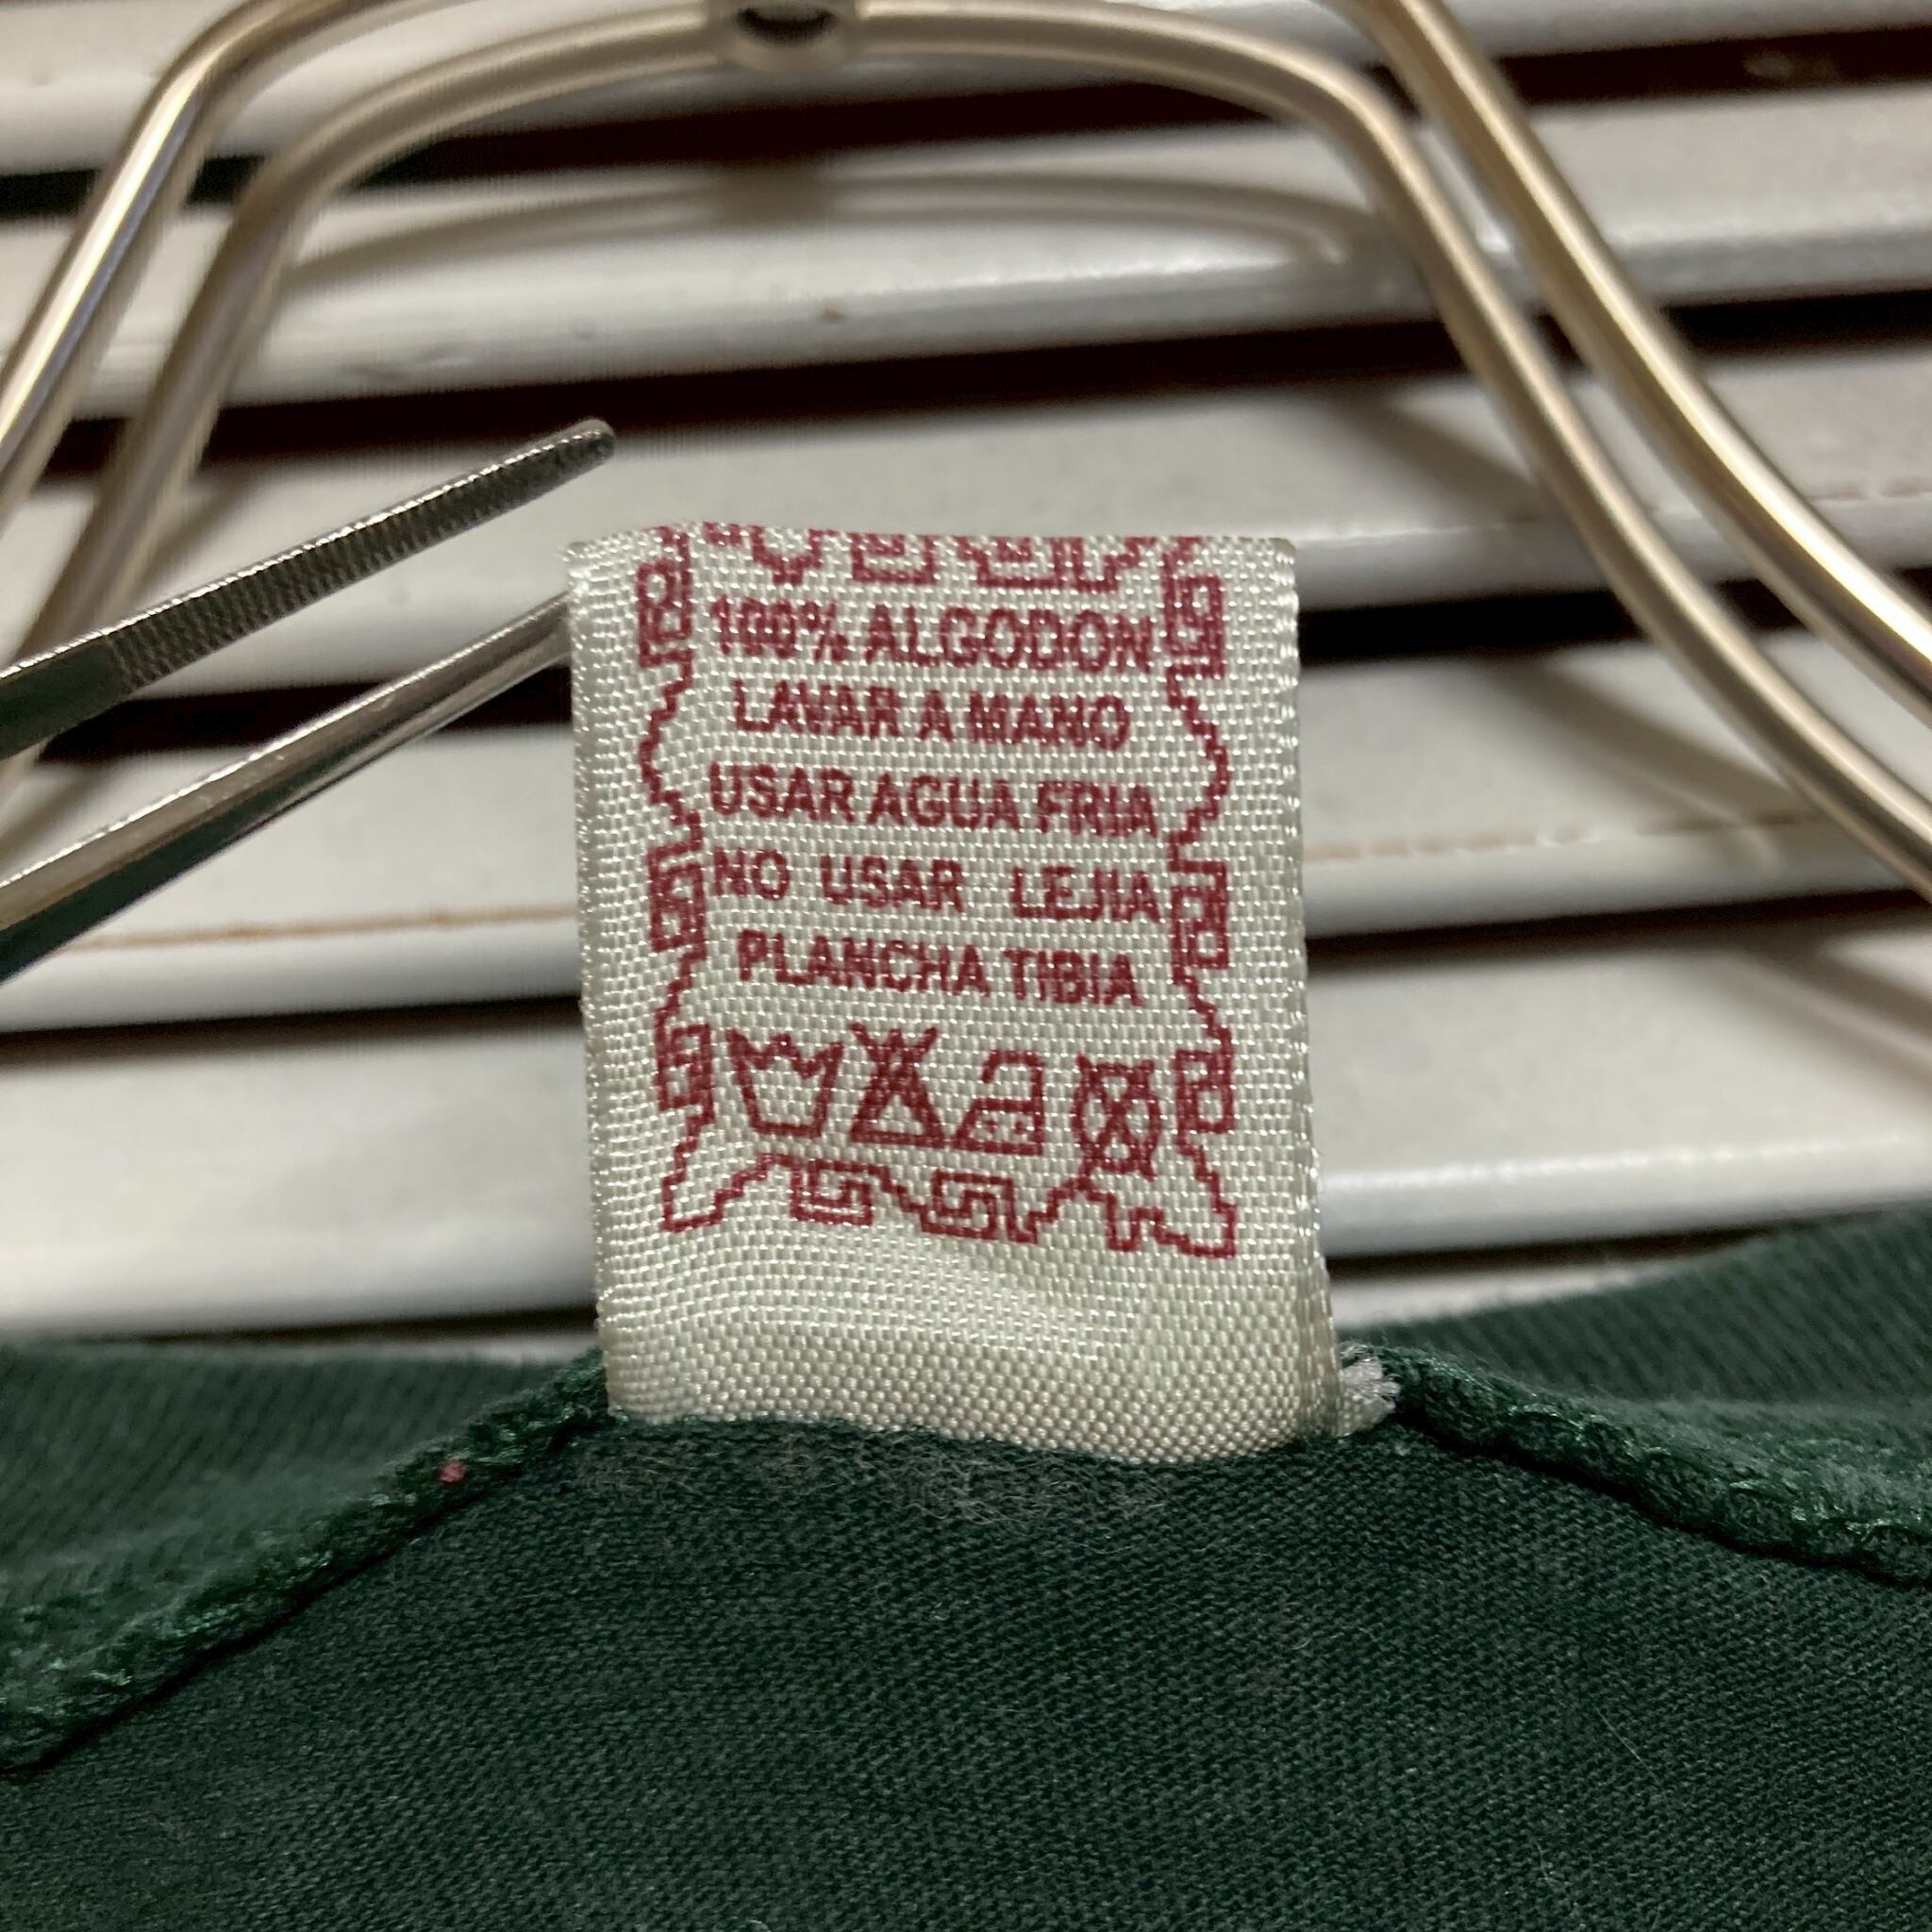 100% ALGODON
LAVAR A MANO
USAR AGUA FRIA
NO USAR LEJIA
PLANCHA TIBIA